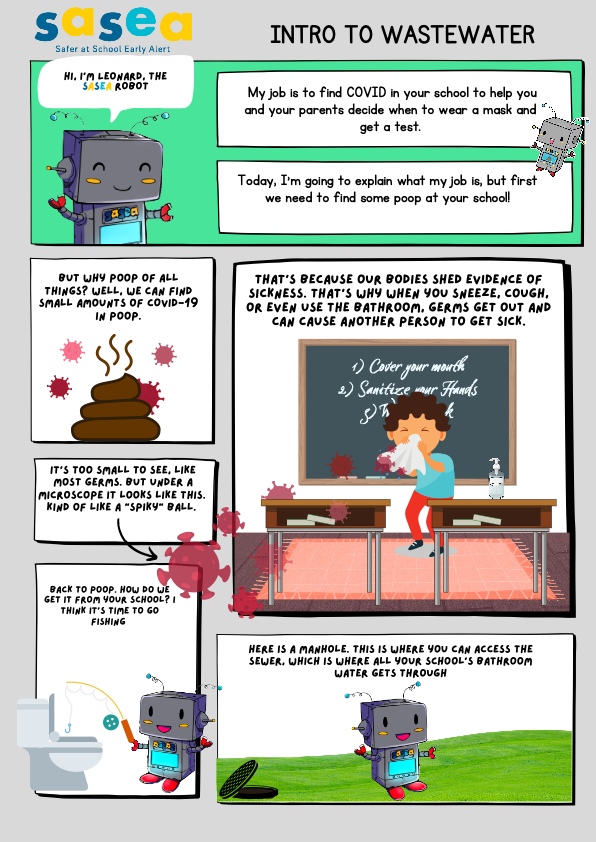 sasea
Safer at School Early Alert
INTRO TO WASTEWATER
HI, I'M LEONARD, THE
SASEA ROBOT
My job is to find COVID in your school to help you
and your parents decide when to wear a mask and
get a test.
Today, I'm going to explain what my job is, but first
we need to find some poop at your school!
sasea
BUT WHY POOP OF ALL
THINGS? WELL, WE CAN FIND
SMALL AMOUNTS OF COVID-19
IN POOP.
THAT'S BECAUSE OUR BODIES SHED EVIDENCE OF
SICKNESS. THAT'S WHY WHEN YOU SNEEZE, COUGH,
OR EVEN USE THE BATHROOM, GERMS GET OUT AND
CAN CAUSE ANOTHER PERSON TO GET SICK.
1) Cover your mouth
2.) Sanitize your Hands
3)
IT'S TOO SMALL TO SEE, LIKE
MOST GERMS. BUT UNDER A
MICROSCOPE IT LOOKS LIKE THIS.
KIND OF LIKE A "SPIKY" BALL.
BACK TO POOP. HOW DO WE
GET IT FROM YOUR SCHOOL? I
THINK IT'S TIME TO GO
FISHING
HERE IS A MANHOLE. THIS IS WHERE YOU CAN ACCESS THE
SEWER, WHICH IS WHERE ALL YOUR SCHOOL'S BATHROOM
WATER GETS THROUGH
sasea
sasea